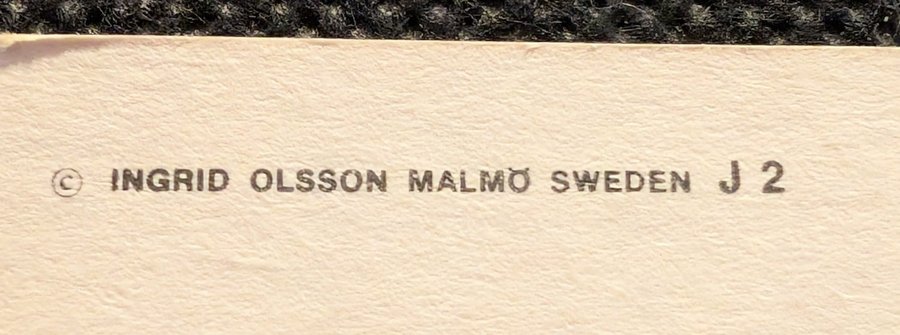 © INGRID OLSSON MALMÖ SWEDEN J 2